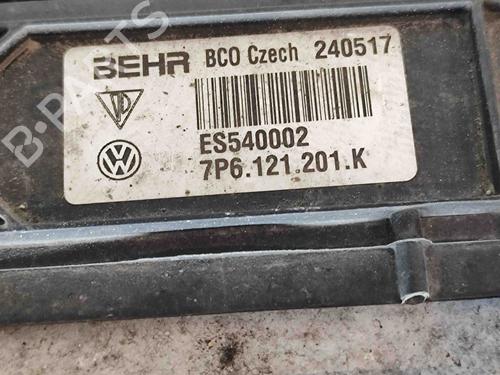 BEHR BCO Czech 240517
ES540002
7P6.121.201.K
B-PARTS